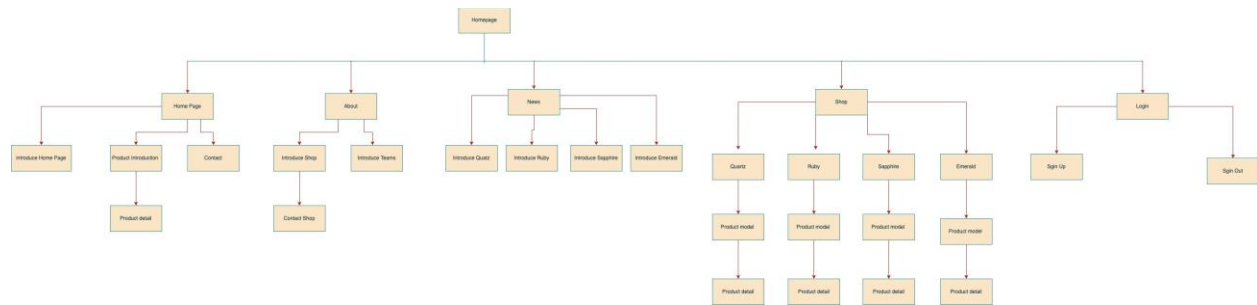 Homepage
Home Page
About
News
Shop
Login
Introduce Home Page
Product Introduction
Contact
Introduce Shop
Introduce Teams
Introduce Quatz
Introduce Ruby
Introduce Sapphire
Introduce Emerald
Quartz
Ruby
Sapphire
Emerald
Sgin Up
Sgin Out
Product detail
Contact Shop
Product model
Product model
Product model
Product model
Product detail
Product detail
Product detail
Product detail